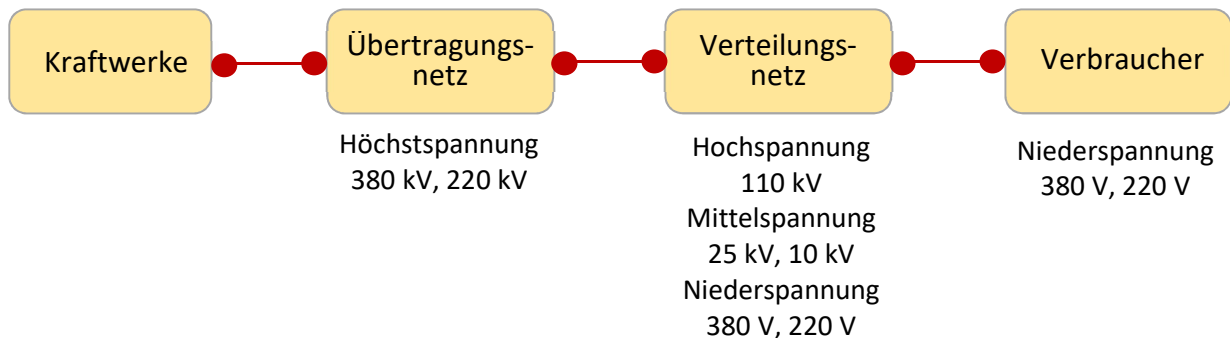 Kraftwerke
Übertragungs-
netz
Verteilungs-
netz
Verbraucher
Höchstspannung
380 kV, 220 kV
Hochspannung
110 kV
Mittelspannung
25 kV, 10 kV
Niederspannung
380 V, 220 V
Niederspannung
380 V, 220 V